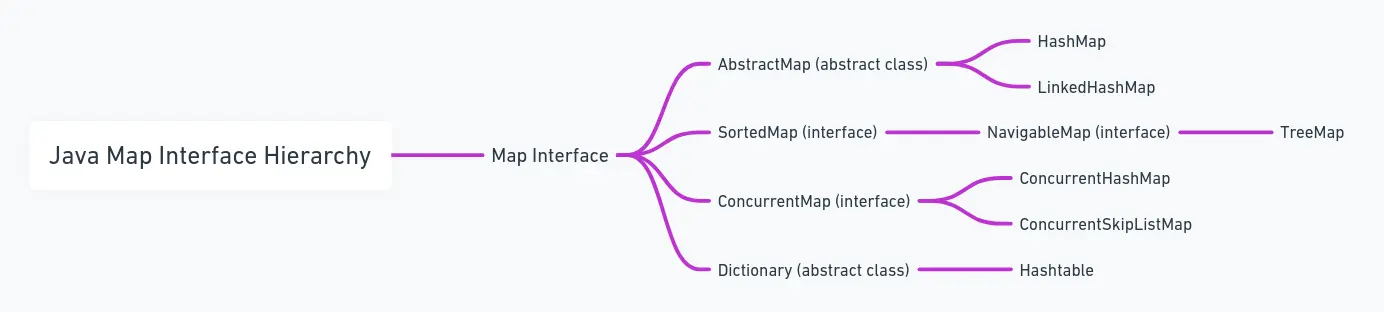 Java Map Interface Hierarchy
Map Interface
AbstractMap (abstract class)
HashMap
LinkedHashMap
SortedMap (interface)
NavigableMap (interface)
TreeMap
ConcurrentMap (interface)
ConcurrentHashMap
ConcurrentSkipListMap
Dictionary (abstract class)
Hashtable